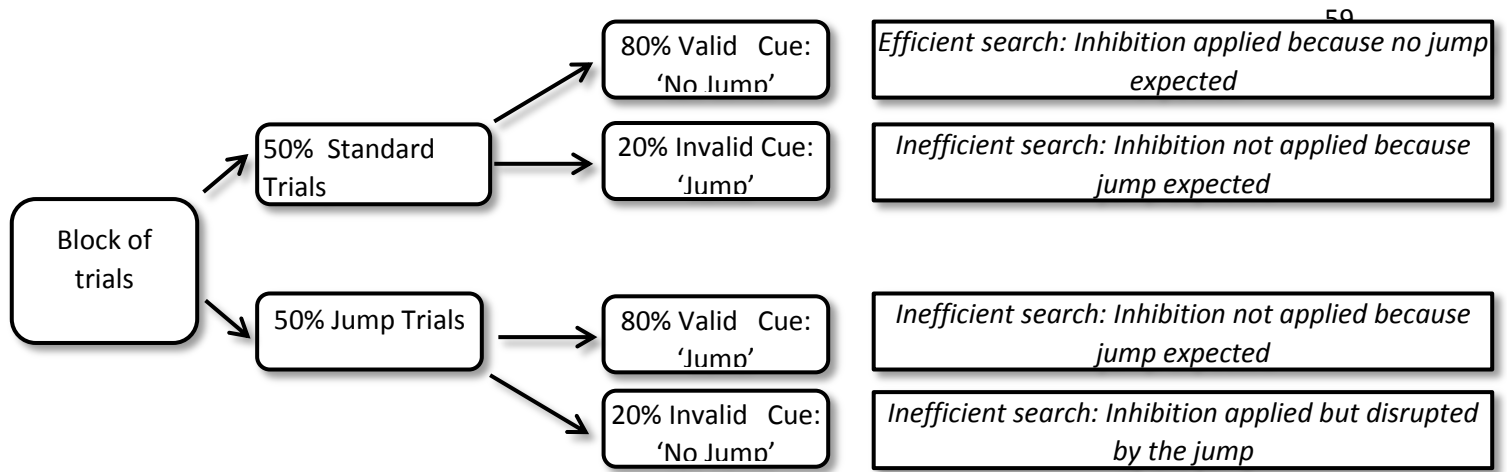 59
80% Valid Cue:
'No Jump'
Efficient search: Inhibition applied because no jump
expected
50% Standard
Trials
20% Invalid Cue:
'Jump'
Inefficient search: Inhibition not applied because
jump expected
Block of
trials
50% Jump Trials
80% Valid Cue:
'Jump'
Inefficient search: Inhibition not applied because
jump expected
20% Invalid Cue:
'No Jump'
Inefficient search: Inhibition applied but disrupted
by the jump